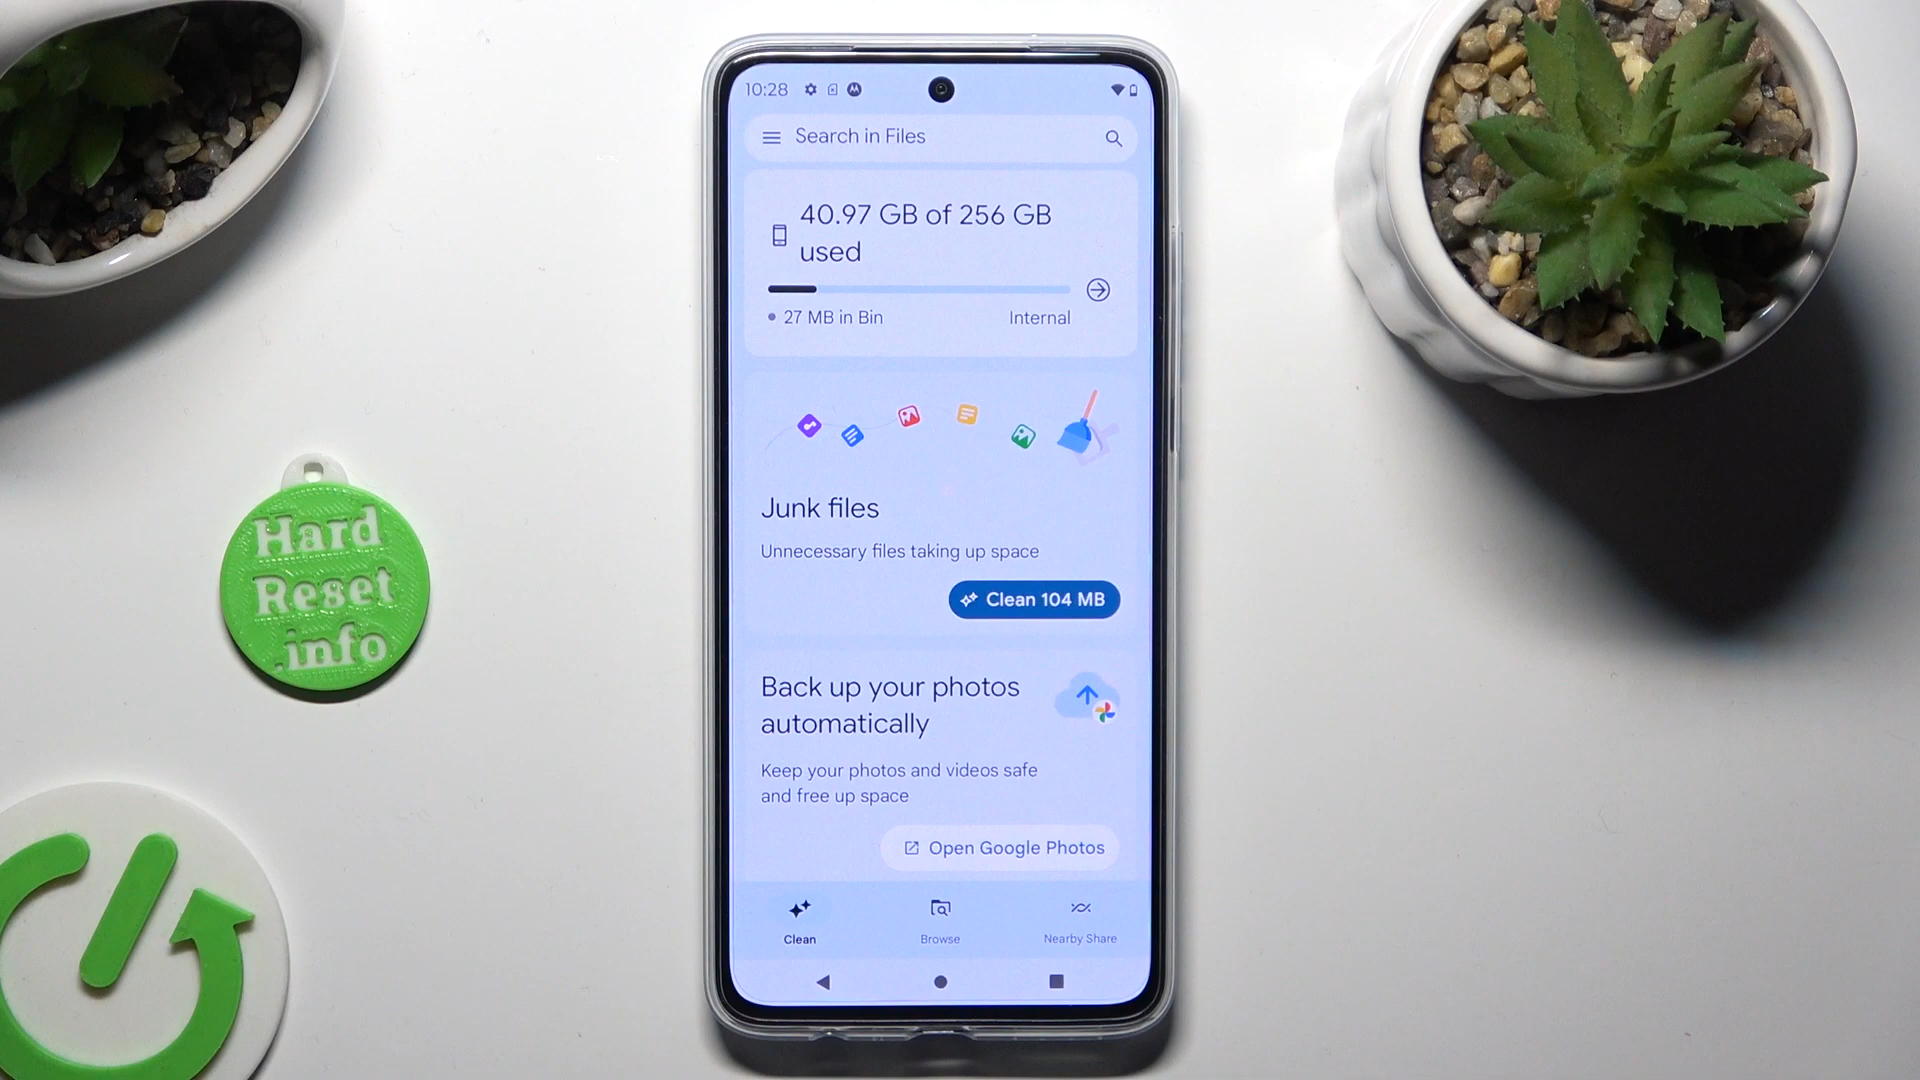 10:28
Search in Files
40.97 GB of 256 GB
used
27 MB in Bin
Internal
Junk files
Unnecessary files taking up space
Clean 104 MB
Back up your photos
automatically
Keep your photos and videos safe
and free up space
Open Google Photos
Clean
Browse
Nearby Share
Hard
Reset
.info